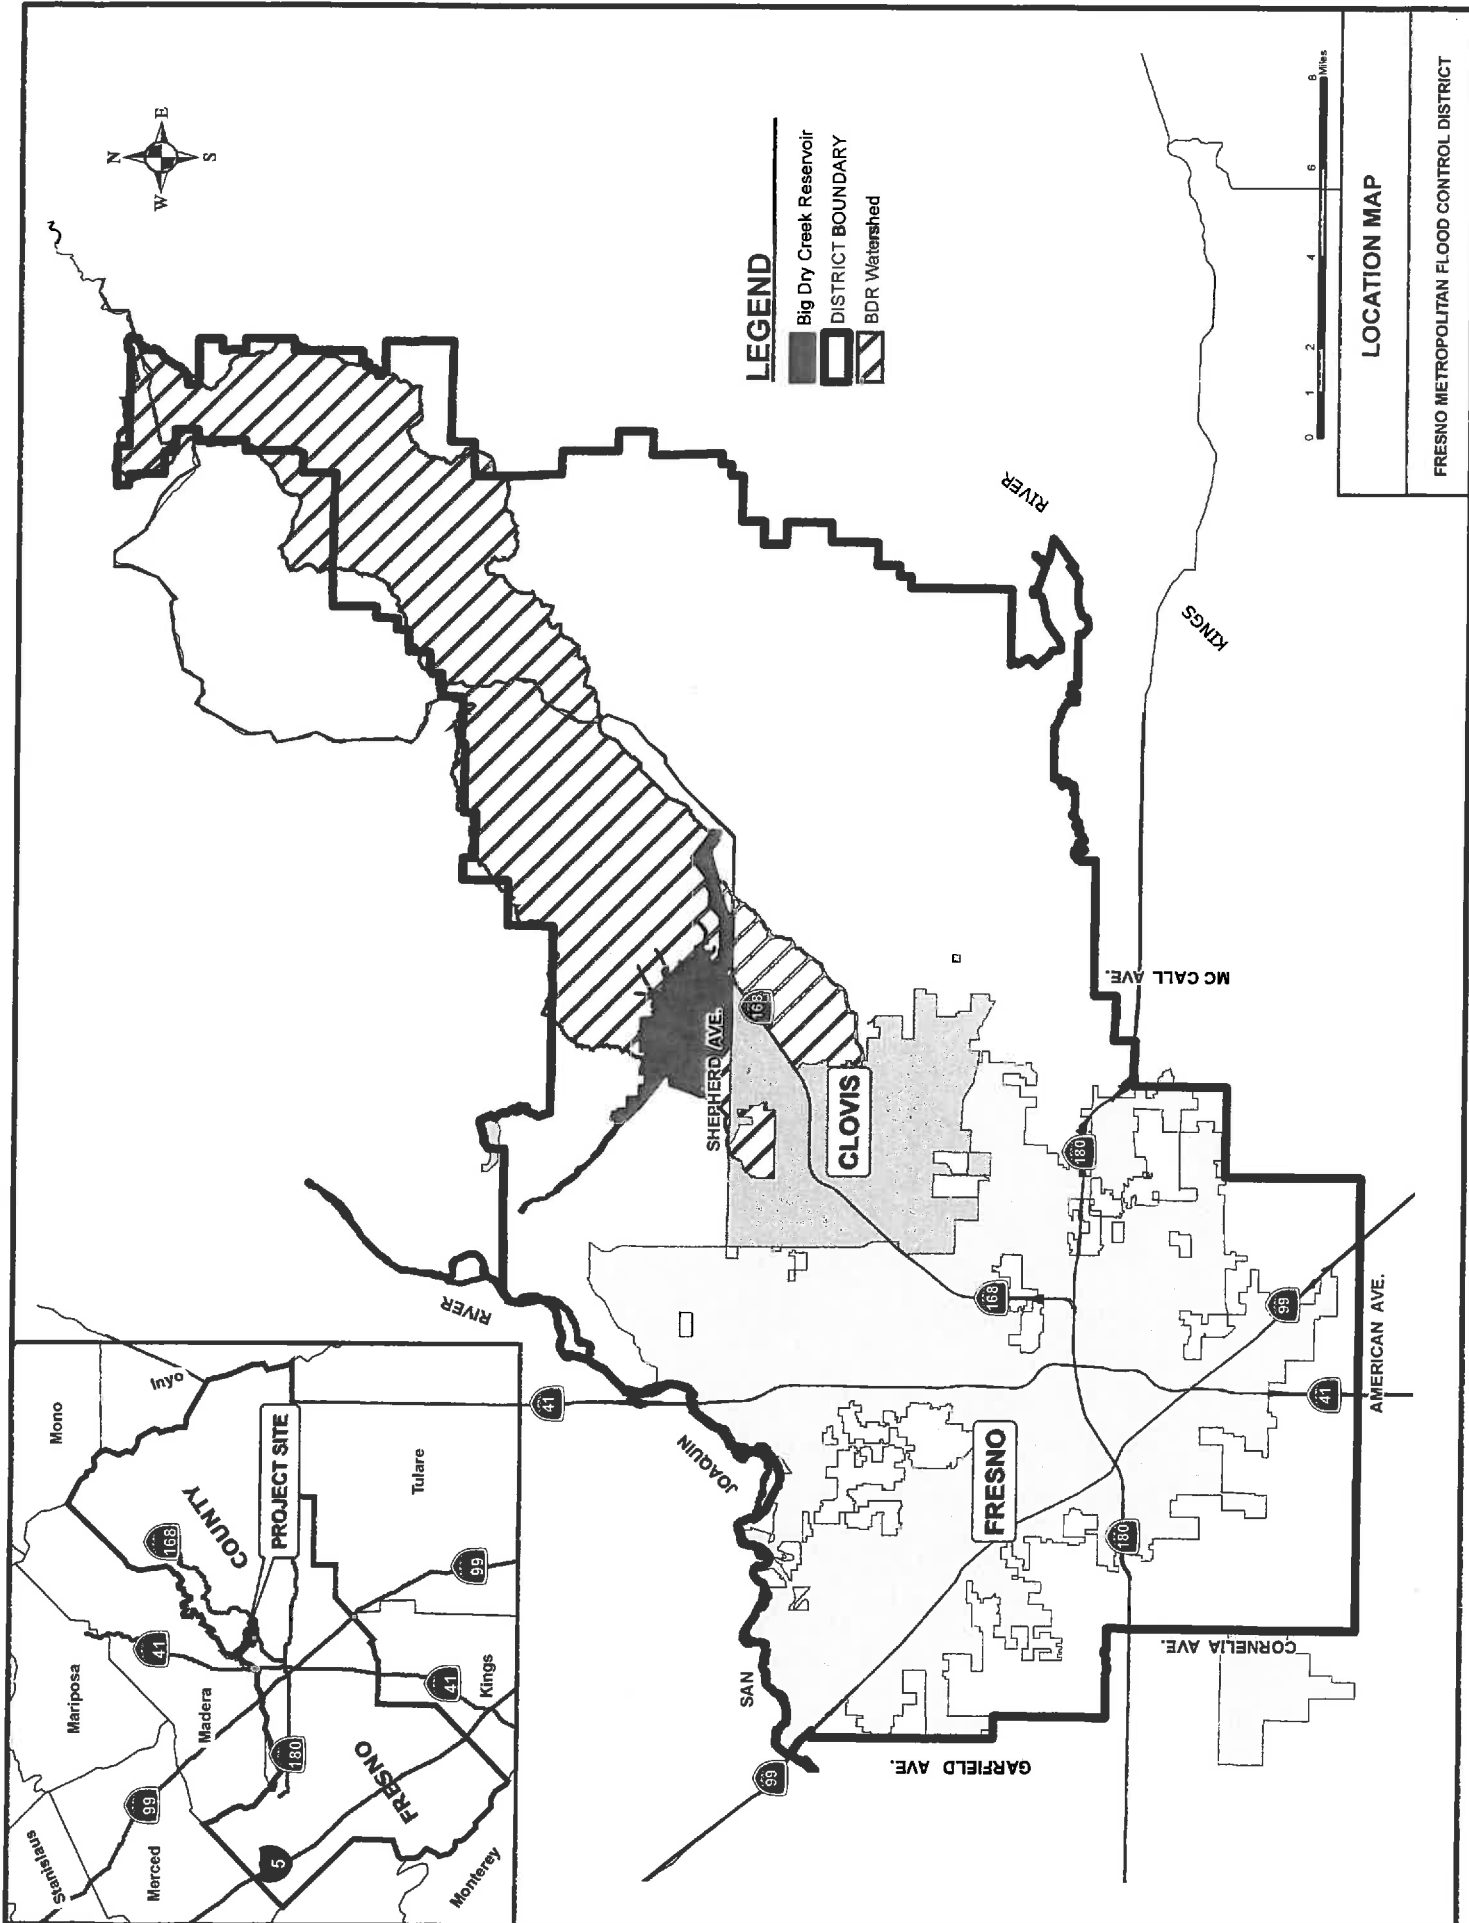 Mono
Inyo
Mariposa
Madera
Stanislaus
Merced
Monterey
Kings
Tulare
FRESNO
COUNTY
PROJECT SITE
168
41
99
180
5
41
99
N
W
E
S
LEGEND
Big Dry Creek Reservoir
DISTRICT BOUNDARY
BDR Watershed
SAN
JOAQUIN
RIVER
KINGS
RIVER
SHEPHERD AVE.
168
CLOVIS
41
168
180
MC CALL AVE.
FRESNO
99
180
99
41
GARFIELD AVE.
CORNELIA AVE.
AMERICAN AVE.
0 1 2 4 6 8
Miles
LOCATION MAP
FRESNO METROPOLITAN FLOOD CONTROL DISTRICT